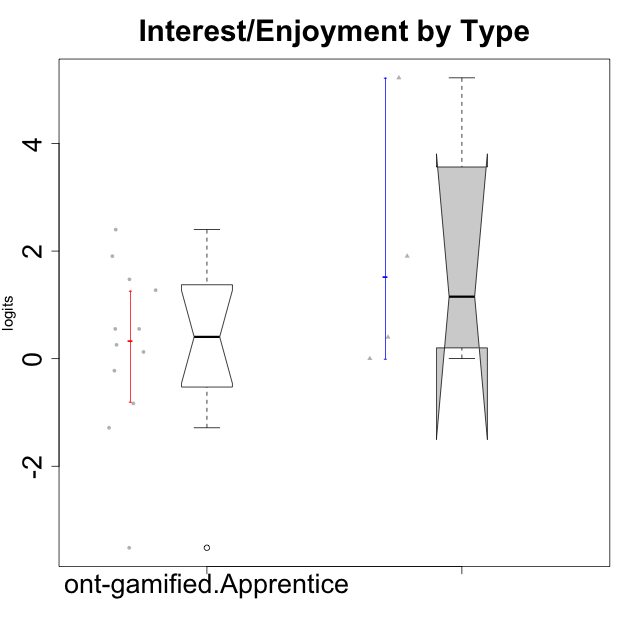 Interest/Enjoyment by Type
4
2
0
-2
logits
ont-gamified.Apprentice